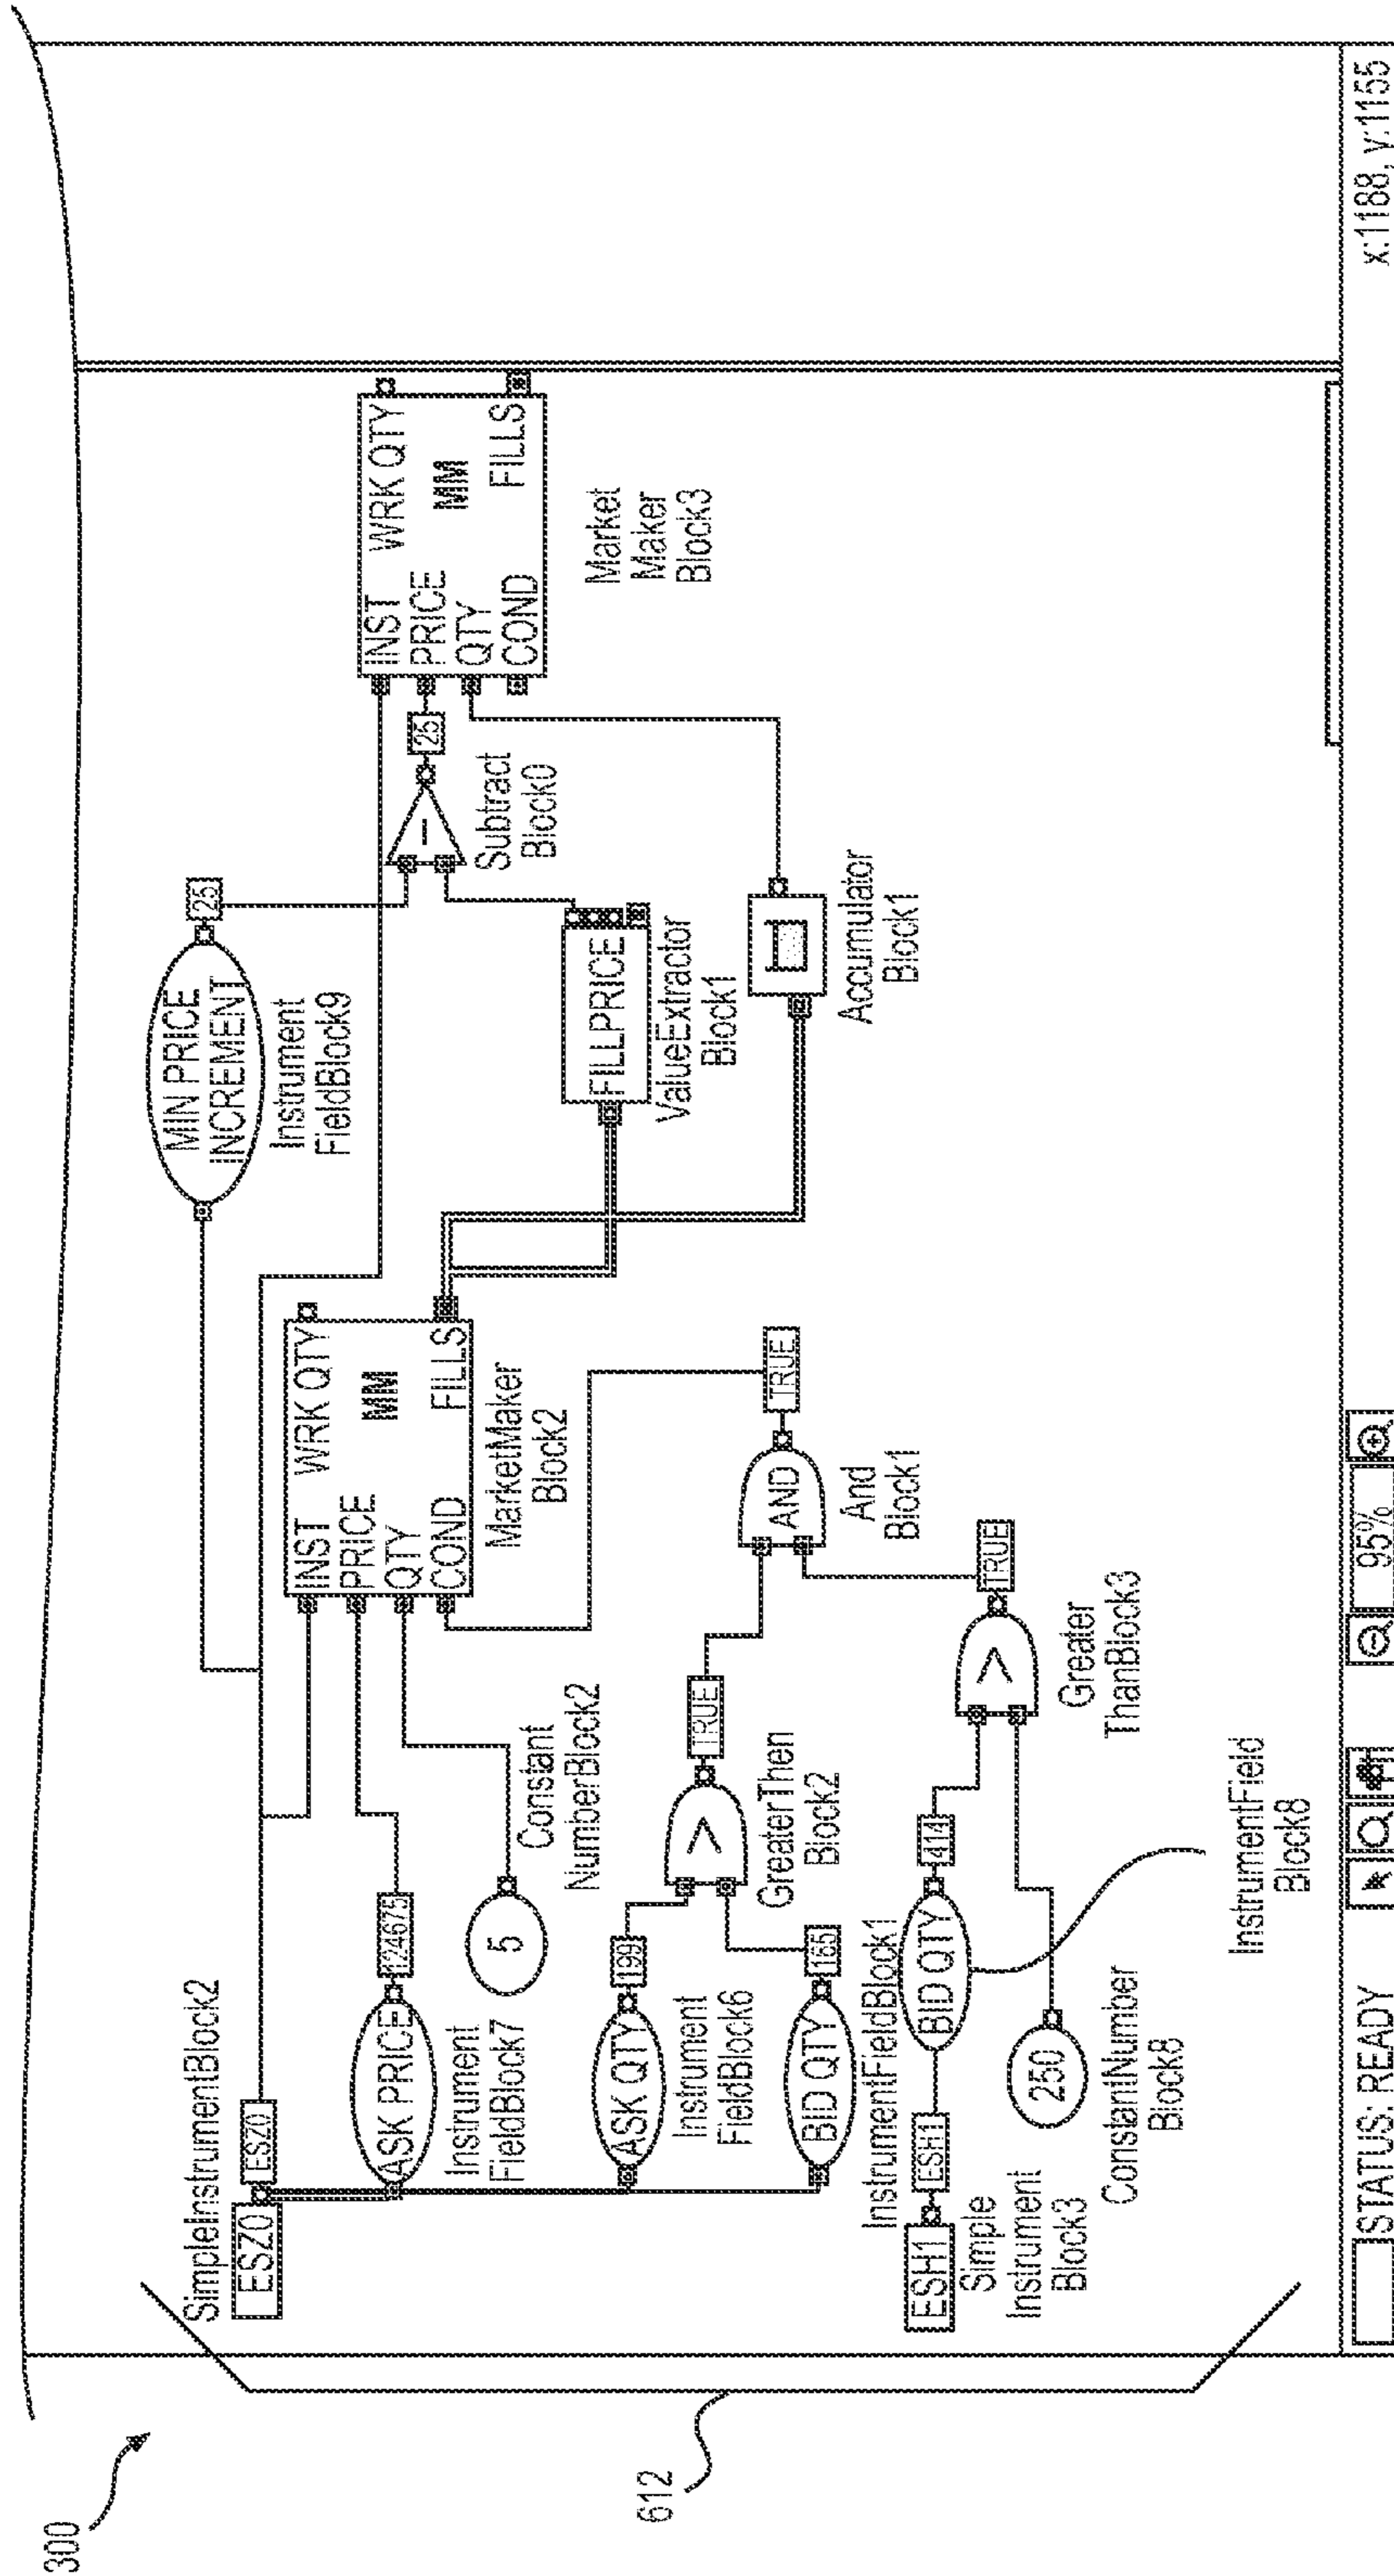 300
612
SimpleInstrumentBlock2
ESZ0
ESZ0
MIN PRICE
INCREMENT
25
Instrument
FieldBlock9
ASK PRICE
124675
Instrument
FieldBlock7
5
Constant
NumberBlock2
INST WRK QTY
PRICE
MM
QTY
COND FILLS
MarketMaker
Block2
FILLPRICE
ValueExtractor
Block1
Accumulator
Block1
−
25
Subtract
Block0
INST WRK QTY
PRICE
MM
QTY
COND FILLS
Market
Maker
Block3
ASK QTY
199
Instrument
FieldBlock6
BID QTY
165
InstrumentFieldBlock1
>
TRUE
GreaterThen
Block2
AND
TRUE
And
Block1
ESH1
ESH1
Simple
Instrument
Block3
BID QTY
414
InstrumentField
Block8
250
ConstantNumber
Block8
>
TRUE
Greater
ThanBlock3
STATUS: READY
95%
x:1188, y:1155